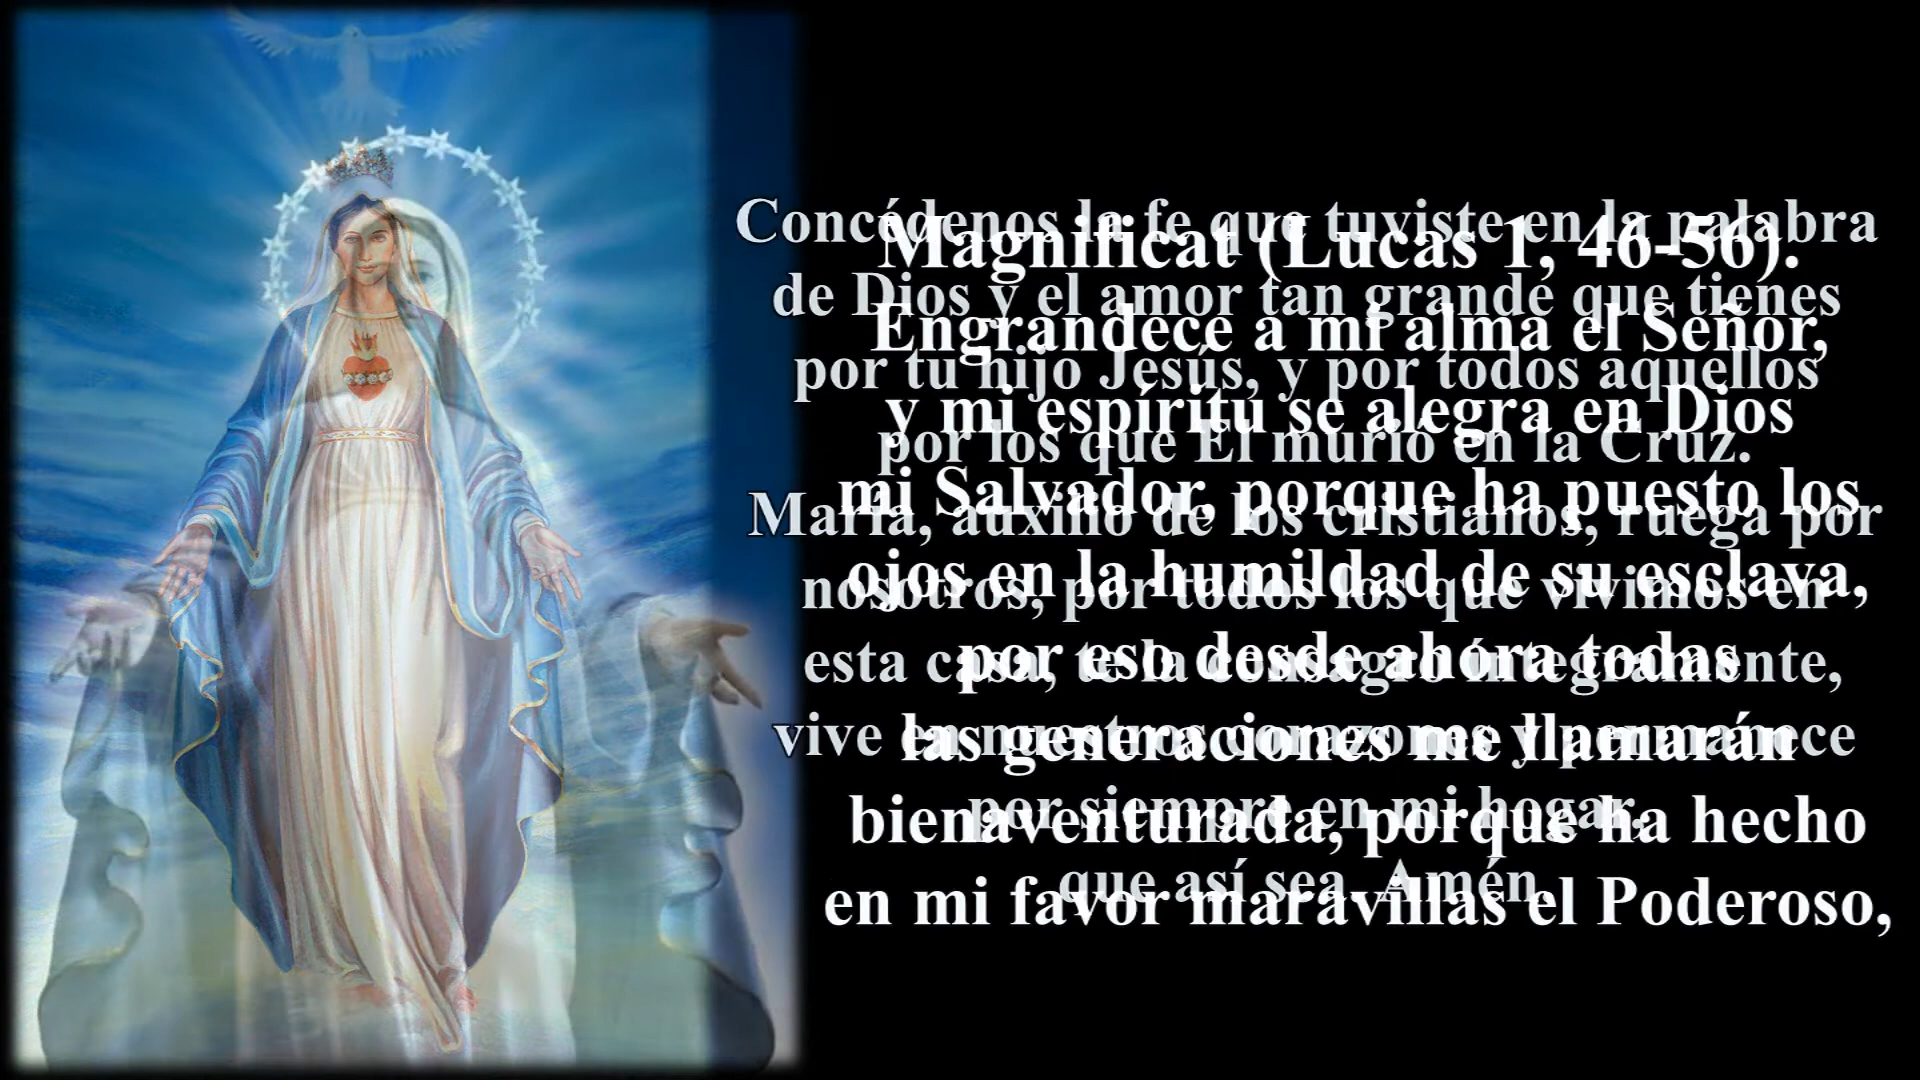 Concédenos la fe que tuviste en la palabra
de Dios y el amor tan grande que tienes
por tu hijo Jesús, y por todos aquellos
por los que El murió en la Cruz.
María, auxilio de los cristianos, ruega por
nosotros, por todos los que vivimos en
esta casa, te la consagro íntegramente,
vive en nuestros corazones y permanece
por siempre en mi hogar,
que así sea. Amén.
Magnificat (Lucas 1, 46-56).
Engrandece a mi alma el Señor,
y mi espíritu se alegra en Dios
mi Salvador, porque ha puesto los
ojos en la humildad de su esclava,
por eso desde ahora todas
las generaciones me llamarán
bienaventurada, porque ha hecho
en mi favor maravillas el Poderoso,